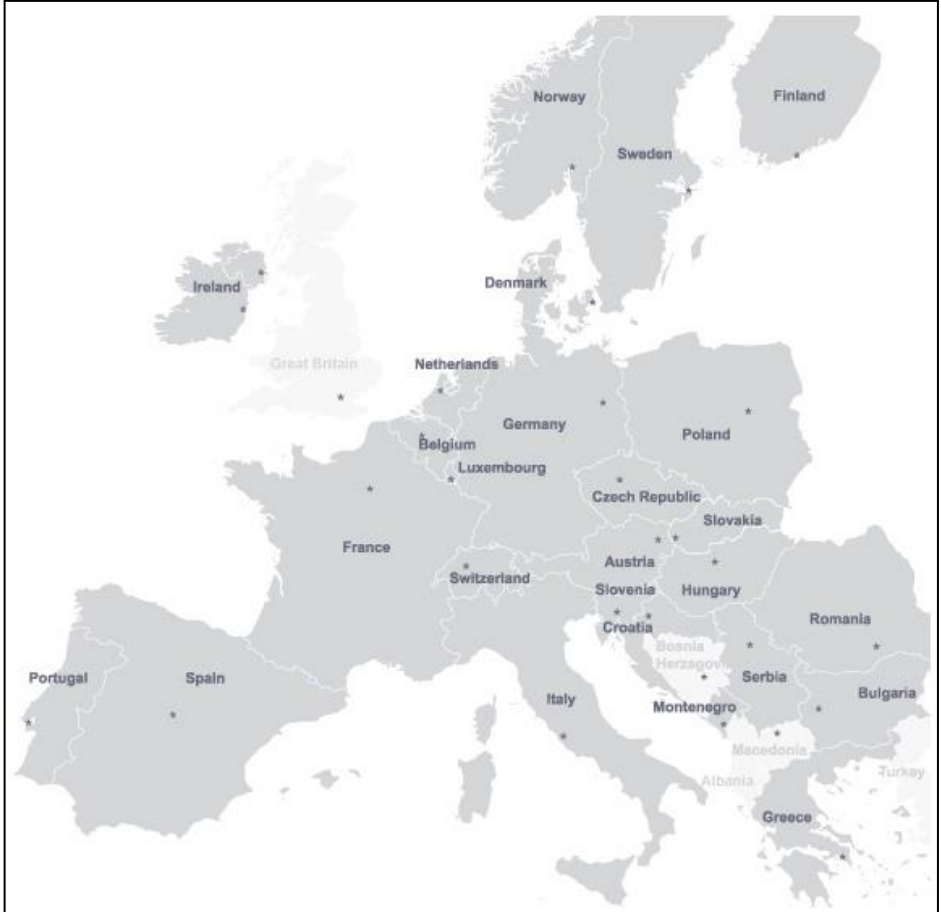 Norway
Finland
Sweden
Ireland
Denmark
Great Britain
Netherlands
Germany
Poland
Belgium
Luxembourg
Czech Republic
Slovakia
France
Austria
Switzerland
Slovenia
Hungary
Croatia
Romania
Bosnia
Herzegovi
Portugal
Spain
Serbia
Bulgaria
Italy
Montenegro
Macedonia
Turkey
Albania
Greece